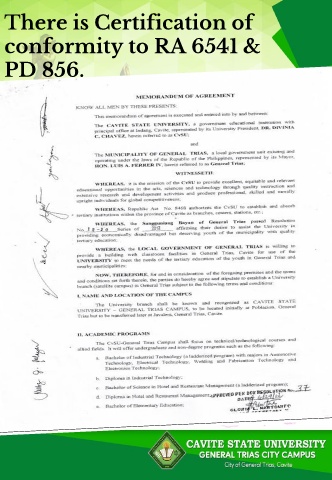 There is Certification of
conformity to RA 6541 &
PD 856.
MEMORANDUM OF AGREEMENT
KNOW ALL MEN BY THESE PRESENTS:
This memorandum of agreement is executed and entered into by and between:
The CAVITE STATE UNIVERSITY, a government educational institution with
principal office at Indang, Cavite, represented by its University President, DR. DIVINIA
C. CHAVEZ, herein referred to as CvSU;
and
The MUNICIPALITY OF GENERAL TRIAS, a local government unit existing and
operating under the laws of the Republic of the Philippines, represented by its Mayor,
HON. LUIS A. FERRER IV, herein referred to as General Trias.
WITNESSETH:
WHEREAS, it is the mission of the CvSU to provide excellent, equitable and relevant
educational opportunities in the arts, sciences and technology through quality instruction and
extensive research and development activities and produce professional, skilled and morally
upright individuals for global competitiveness;
WHEREAS, Republic Act No. 8468 authorizes the CvSU to establish and absorb
tertiary institutions within the province of Cavite as branches, centers, stations, etc.;
WHEREAS, the Sangguniang Bayan of General Trias passed Resolution
No. Series of 2012 affirming their desire to assist the University in
providing economically disadvantaged but deserving youth of the municipality with quality
tertiary education;
WHEREAS, the LOCAL GOVERNMENT OF GENERAL TRIAS is willing to
provide a building with classroom facilities in General Trias, Cavite for use of the
UNIVERSITY to meet the needs of the tertiary education of the youth in General Trias and
nearby municipalities;
NOW, THEREFORE, for and in consideration of the foregoing premises and the terms
and conditions set forth herein, the parties do hereby agree and stipulate to establish a University
branch (satellite campus) in General Trias subject to the following terms and conditions:
I. NAME AND LOCATION OF THE CAMPUS
The University branch shall be known and recognized as CAVITE STATE
UNIVERSITY - GENERAL TRIAS CAMPUS, to be located initially at Poblacion, General
Trias but to be transferred later at Javalera, General Trias, Cavite.
II. ACADEMIC PROGRAMS
The CvSU-General Trias Campus shall focus on technical/technological courses and
allied fields. It will offer undergraduate and non-degree programs such as the following:
a. Bachelor of Industrial Technology (a ladderized program) with majors in Automotive
Technology, Electrical Technology, Welding and Fabrication Technology and
Electronics Technology;
b. Diploma in Industrial Technology;
c. Bachelor of Science in Hotel and Restaurant Management (a ladderized program);
d. Diploma in Hotel and Restaurant Management;
e. Bachelor of Elementary Education;
APPROVED PER BOR RESOLUTION No. 37
DATED
CAVITE STATE UNIVERSITY
GENERAL TRIAS CITY CAMPUS
City of General Trias, Cavite